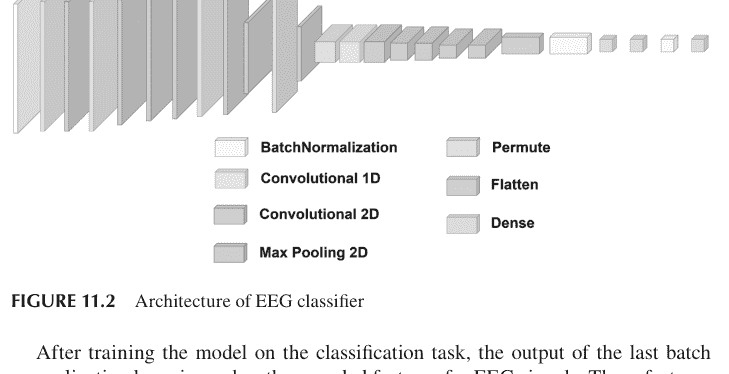 BatchNormalization
Convolutional 1D
Convolutional 2D
Max Pooling 2D
Permute
Flatten
Dense
FIGURE 11.2 Architecture of EEG classifier
After training the model on the classification task, the output of the last batch